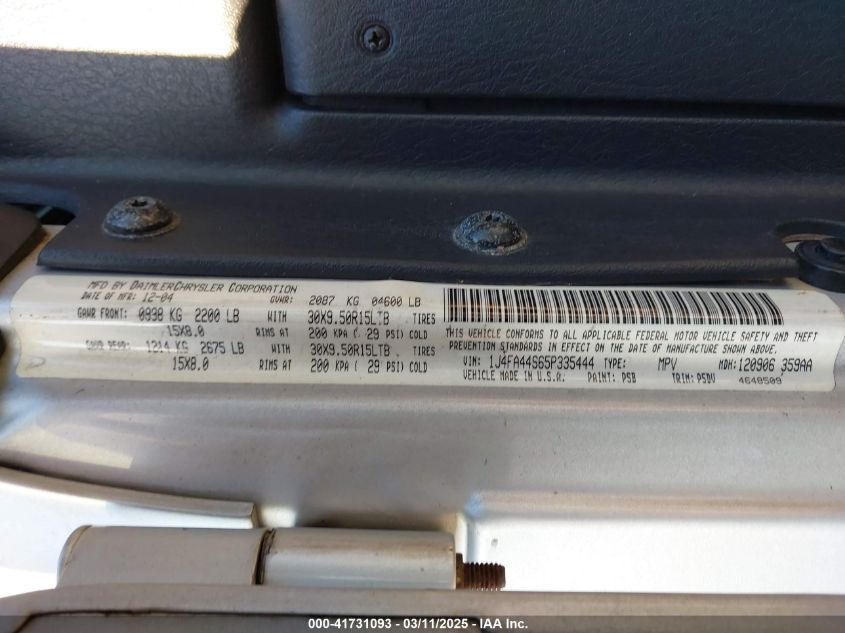 MFD BY DAIMLERCHRYSLER CORPORATION
DATE OF MFR: 12-04 GVWR: 2087 KG 04600 LB
GAWR FRONT: 0998 KG 2200 LB WITH 30X9.50R15LTB TIRES
15X8.0 RIMS AT 200 KPA ( 29 PSI) COLD
GAWR REAR: 1214 KG 2675 LB WITH 30X9.50R15LTB TIRES
15X8.0 RIMS AT 200 KPA ( 29 PSI) COLD
THIS VEHICLE CONFORMS TO ALL APPLICABLE FEDERAL MOTOR VEHICLE SAFETY AND THEFT
PREVENTION STANDARDS IN EFFECT ON THE DATE OF MANUFACTURE SHOWN ABOVE.
VIN: 1J4FA44S65P335444 TYPE: MPV MDH: 120906 359AA
VEHICLE MADE IN U.S.A. PAINT: PSB TRIM: P5DV 4648509
000-41731093 - 03/11/2025 - IAA Inc.